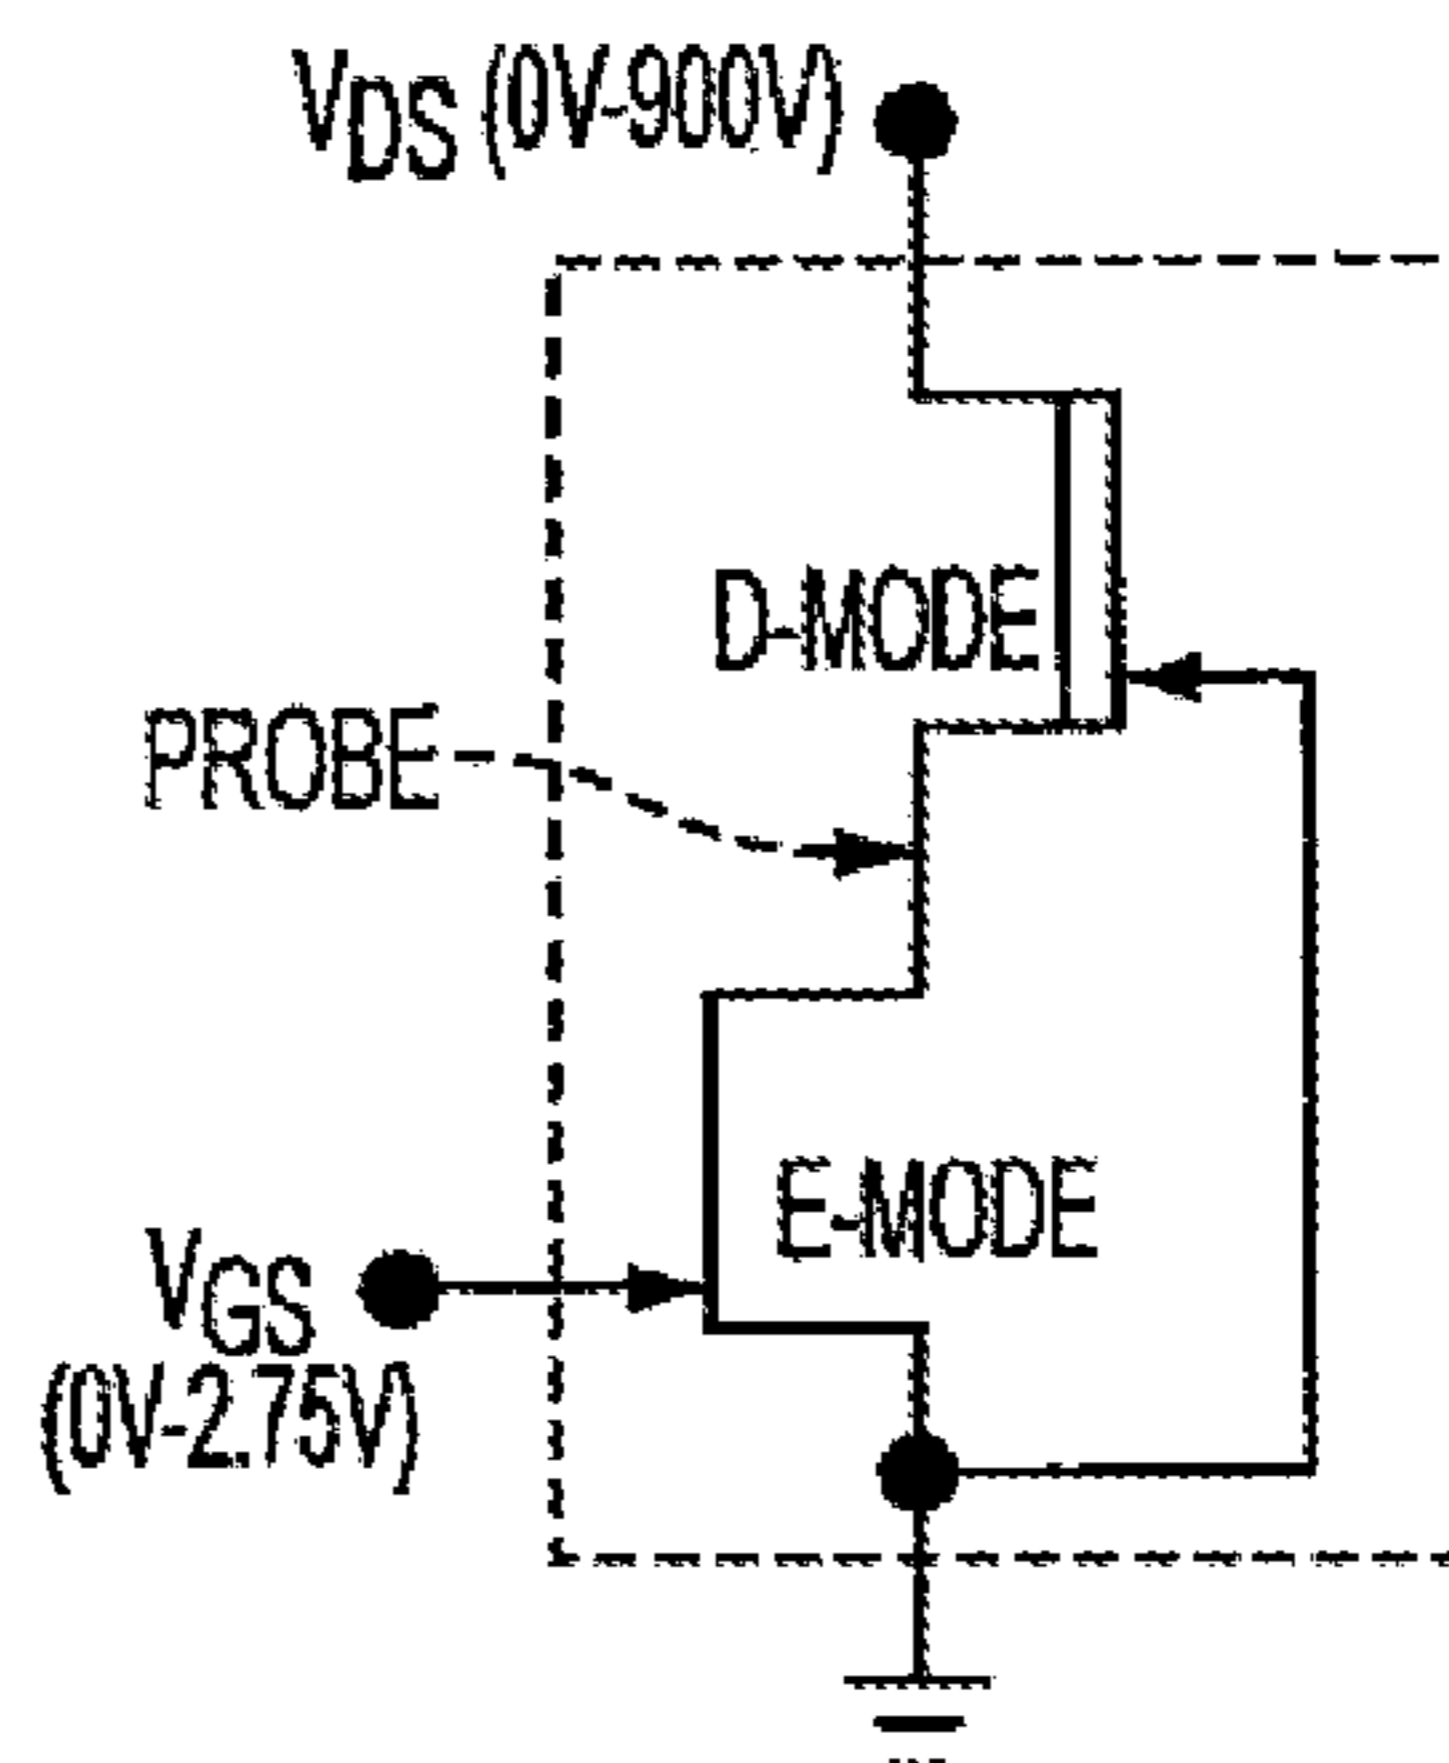 VDS (0V-900V)
D-MODE
PROBE
E-MODE
VGS
(0V-2.75V)